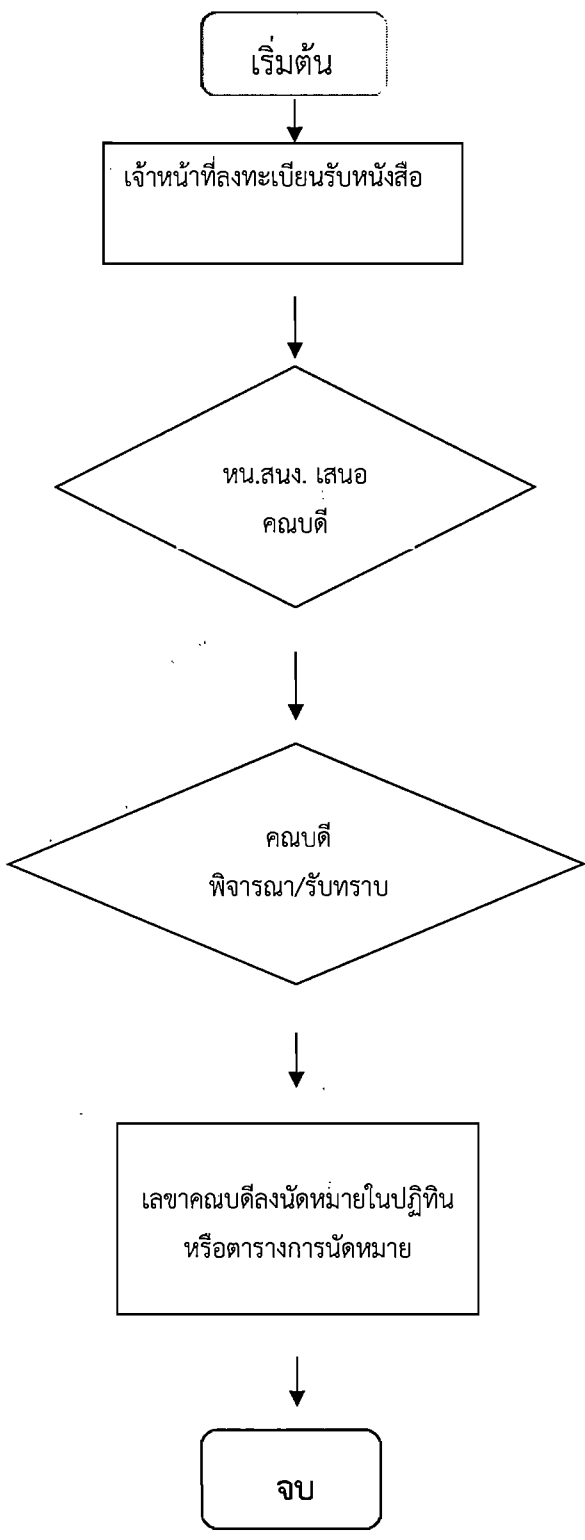 เริ่มต้น
เจ้าหน้าที่ลงทะเบียนรับหนังสือ
หน.สนง. เสนอ
คณบดี
คณบดี
พิจารณา/รับทราบ
เลขาคณบดีลงนัดหมายในปฏิทิน
หรือตารางการนัดหมาย
จบ